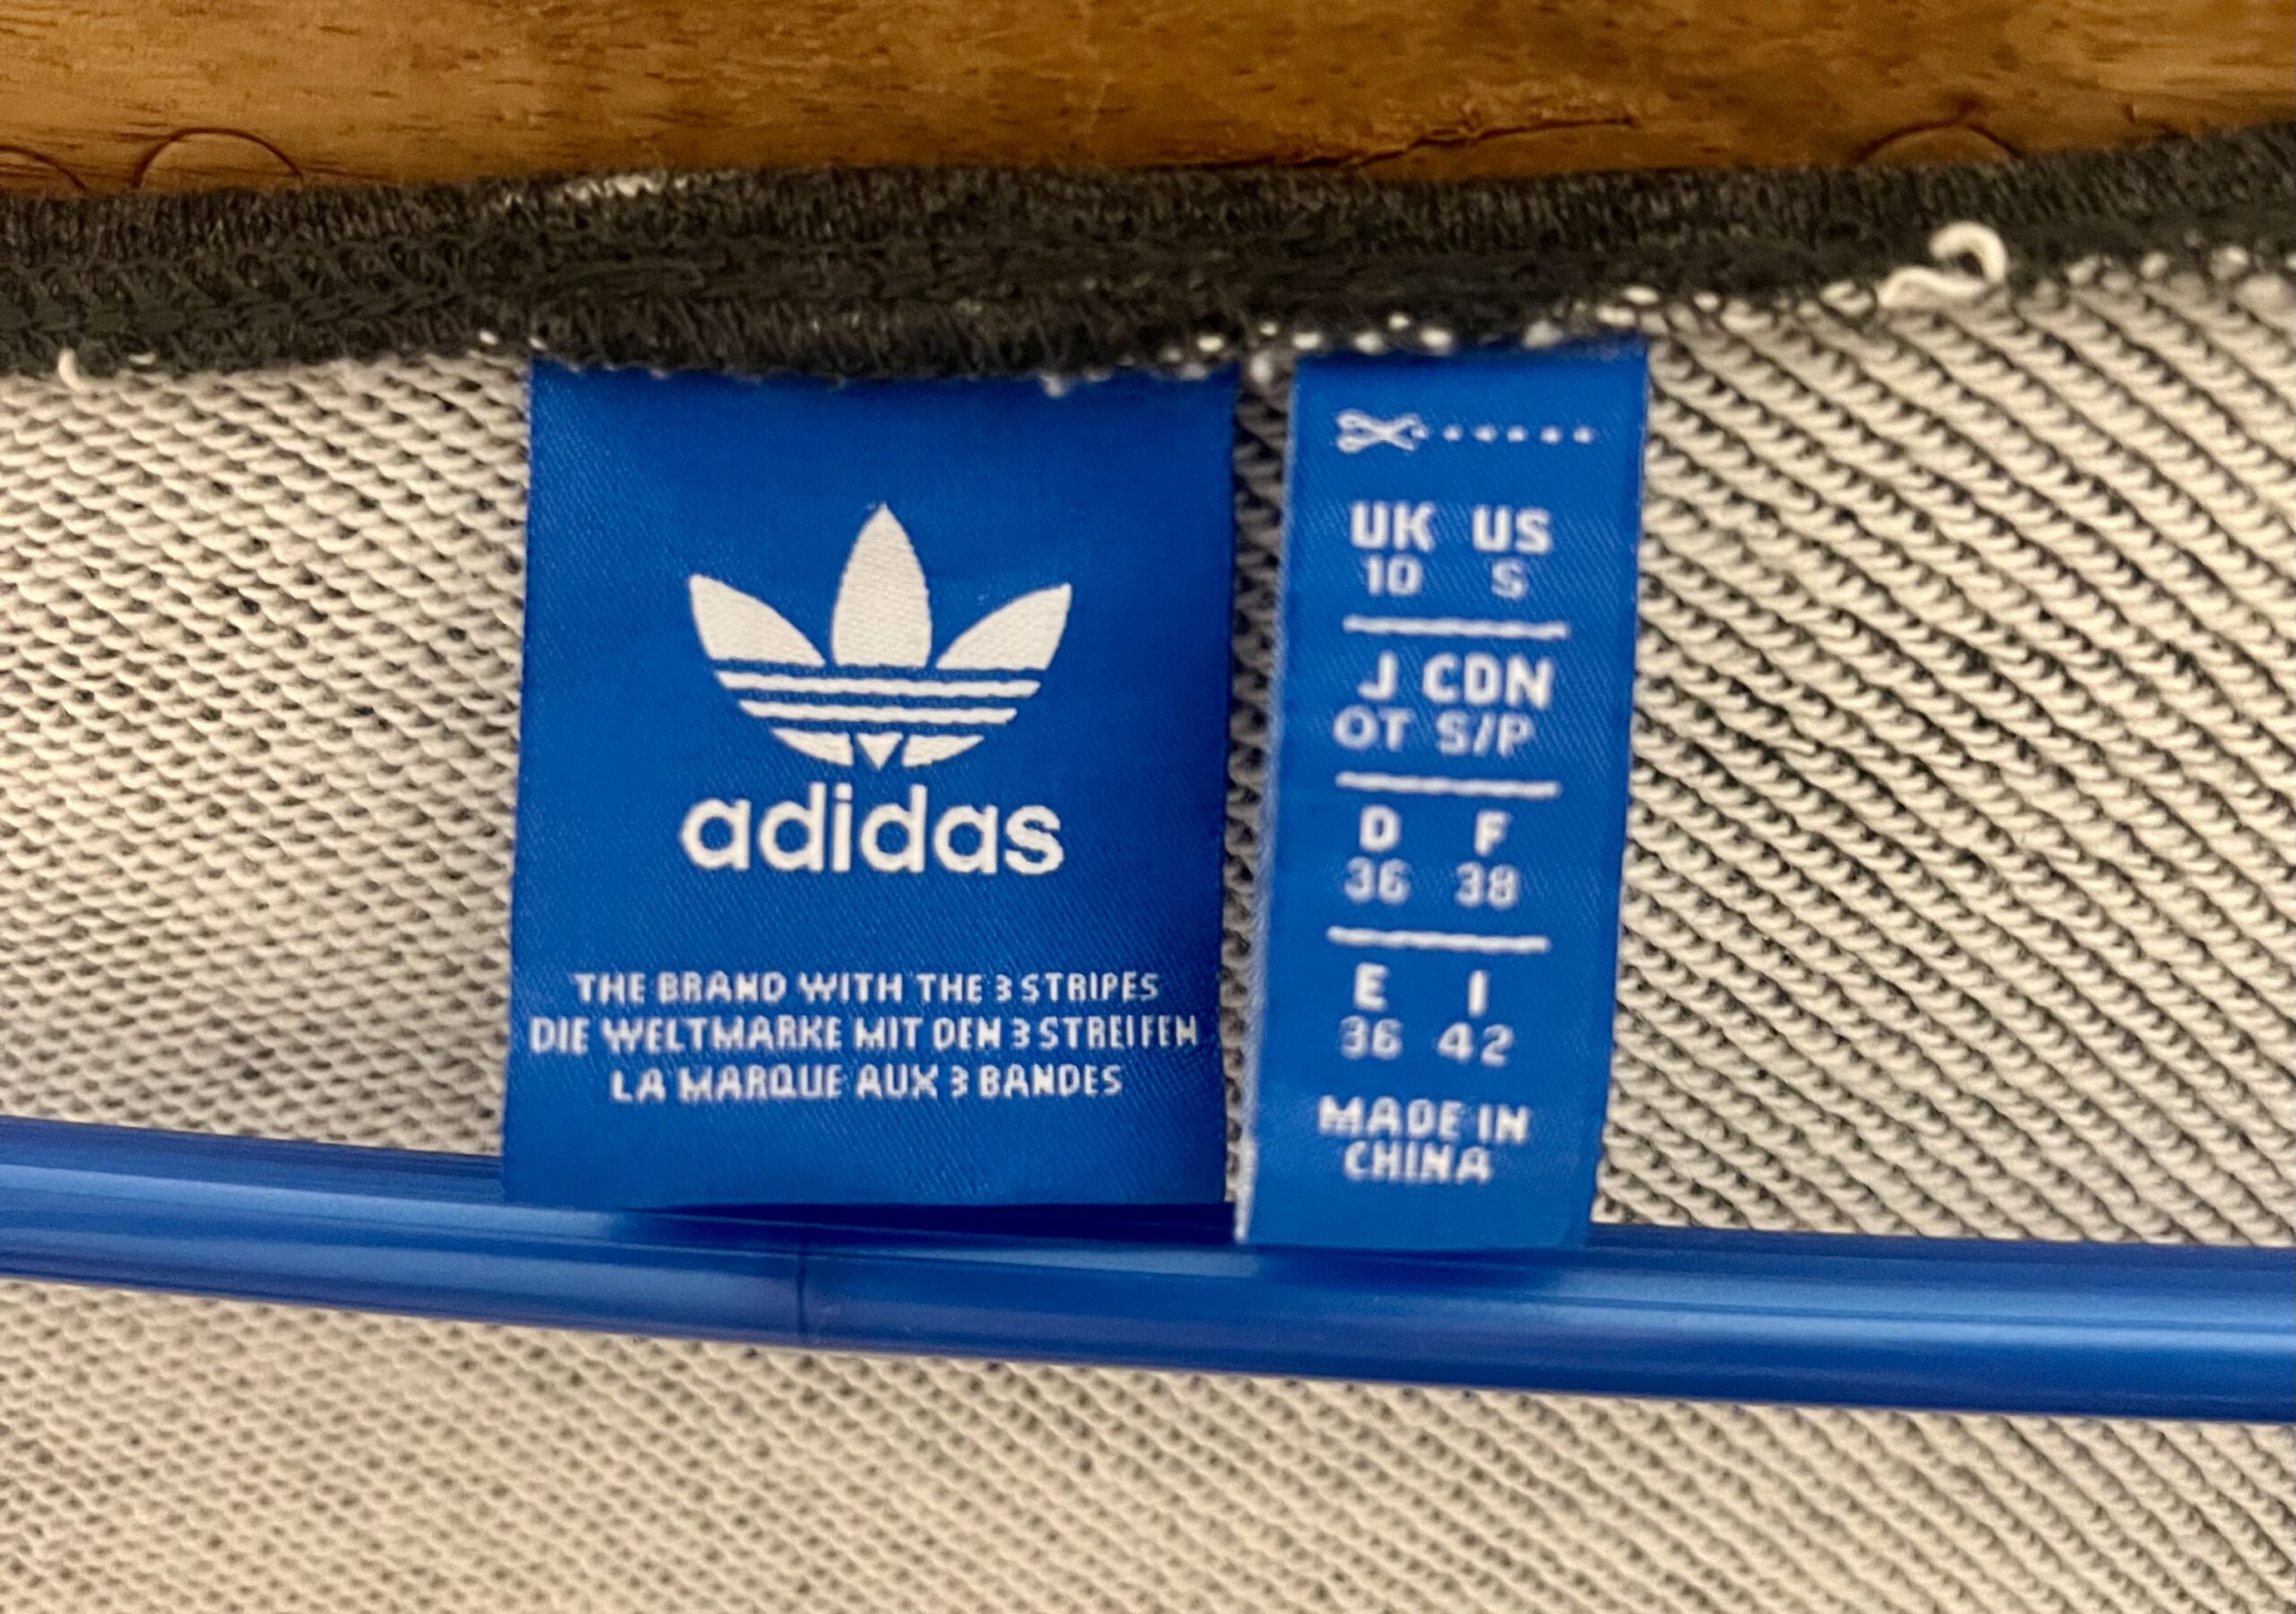 adidas
THE BRAND WITH THE 3 STRIPES
DIE WELTMARKE MIT DEN 3 STREIFEN
LA MARQUE AUX 3 BANDES
UK US
10 S
J CDN
OT S/P
D F
36 38
E I
36 42
MADE IN
CHINA